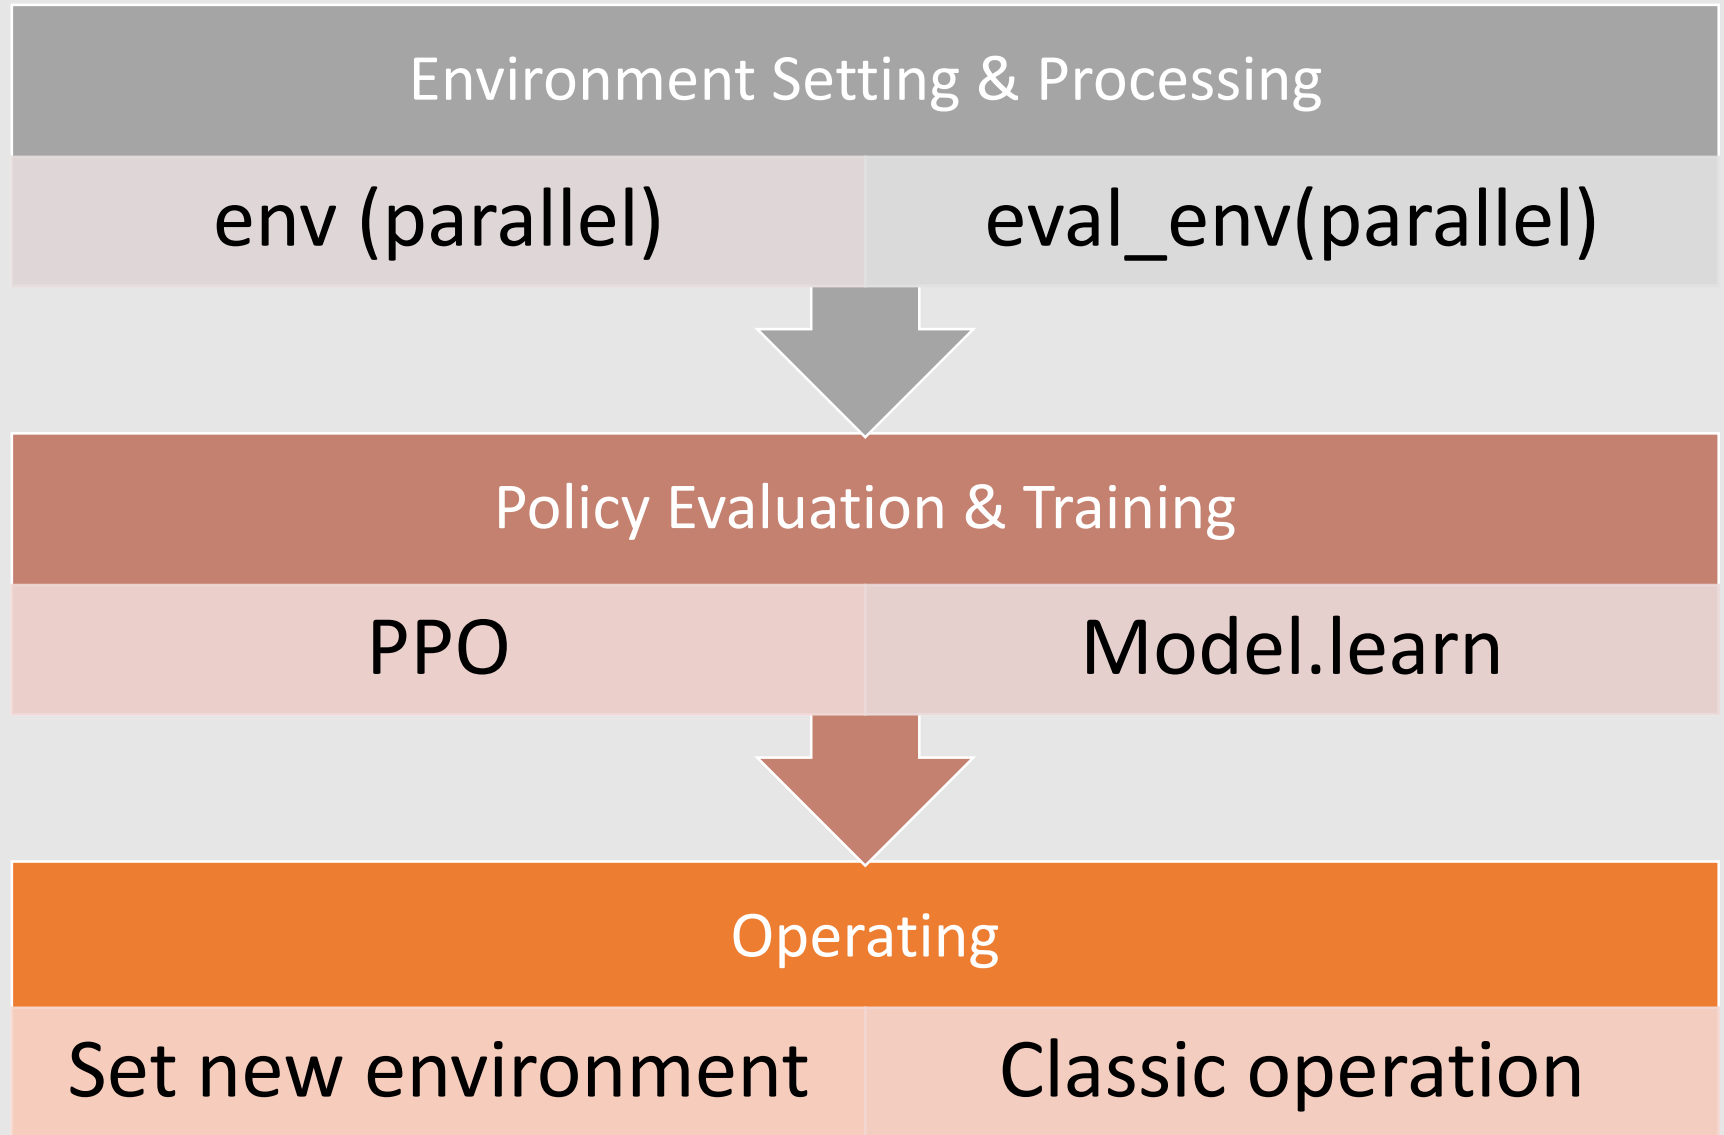 Environment Setting & Processing
env (parallel)
eval_env(parallel)
Policy Evaluation & Training
PPO
Model.learn
Operating
Set new environment
Classic operation